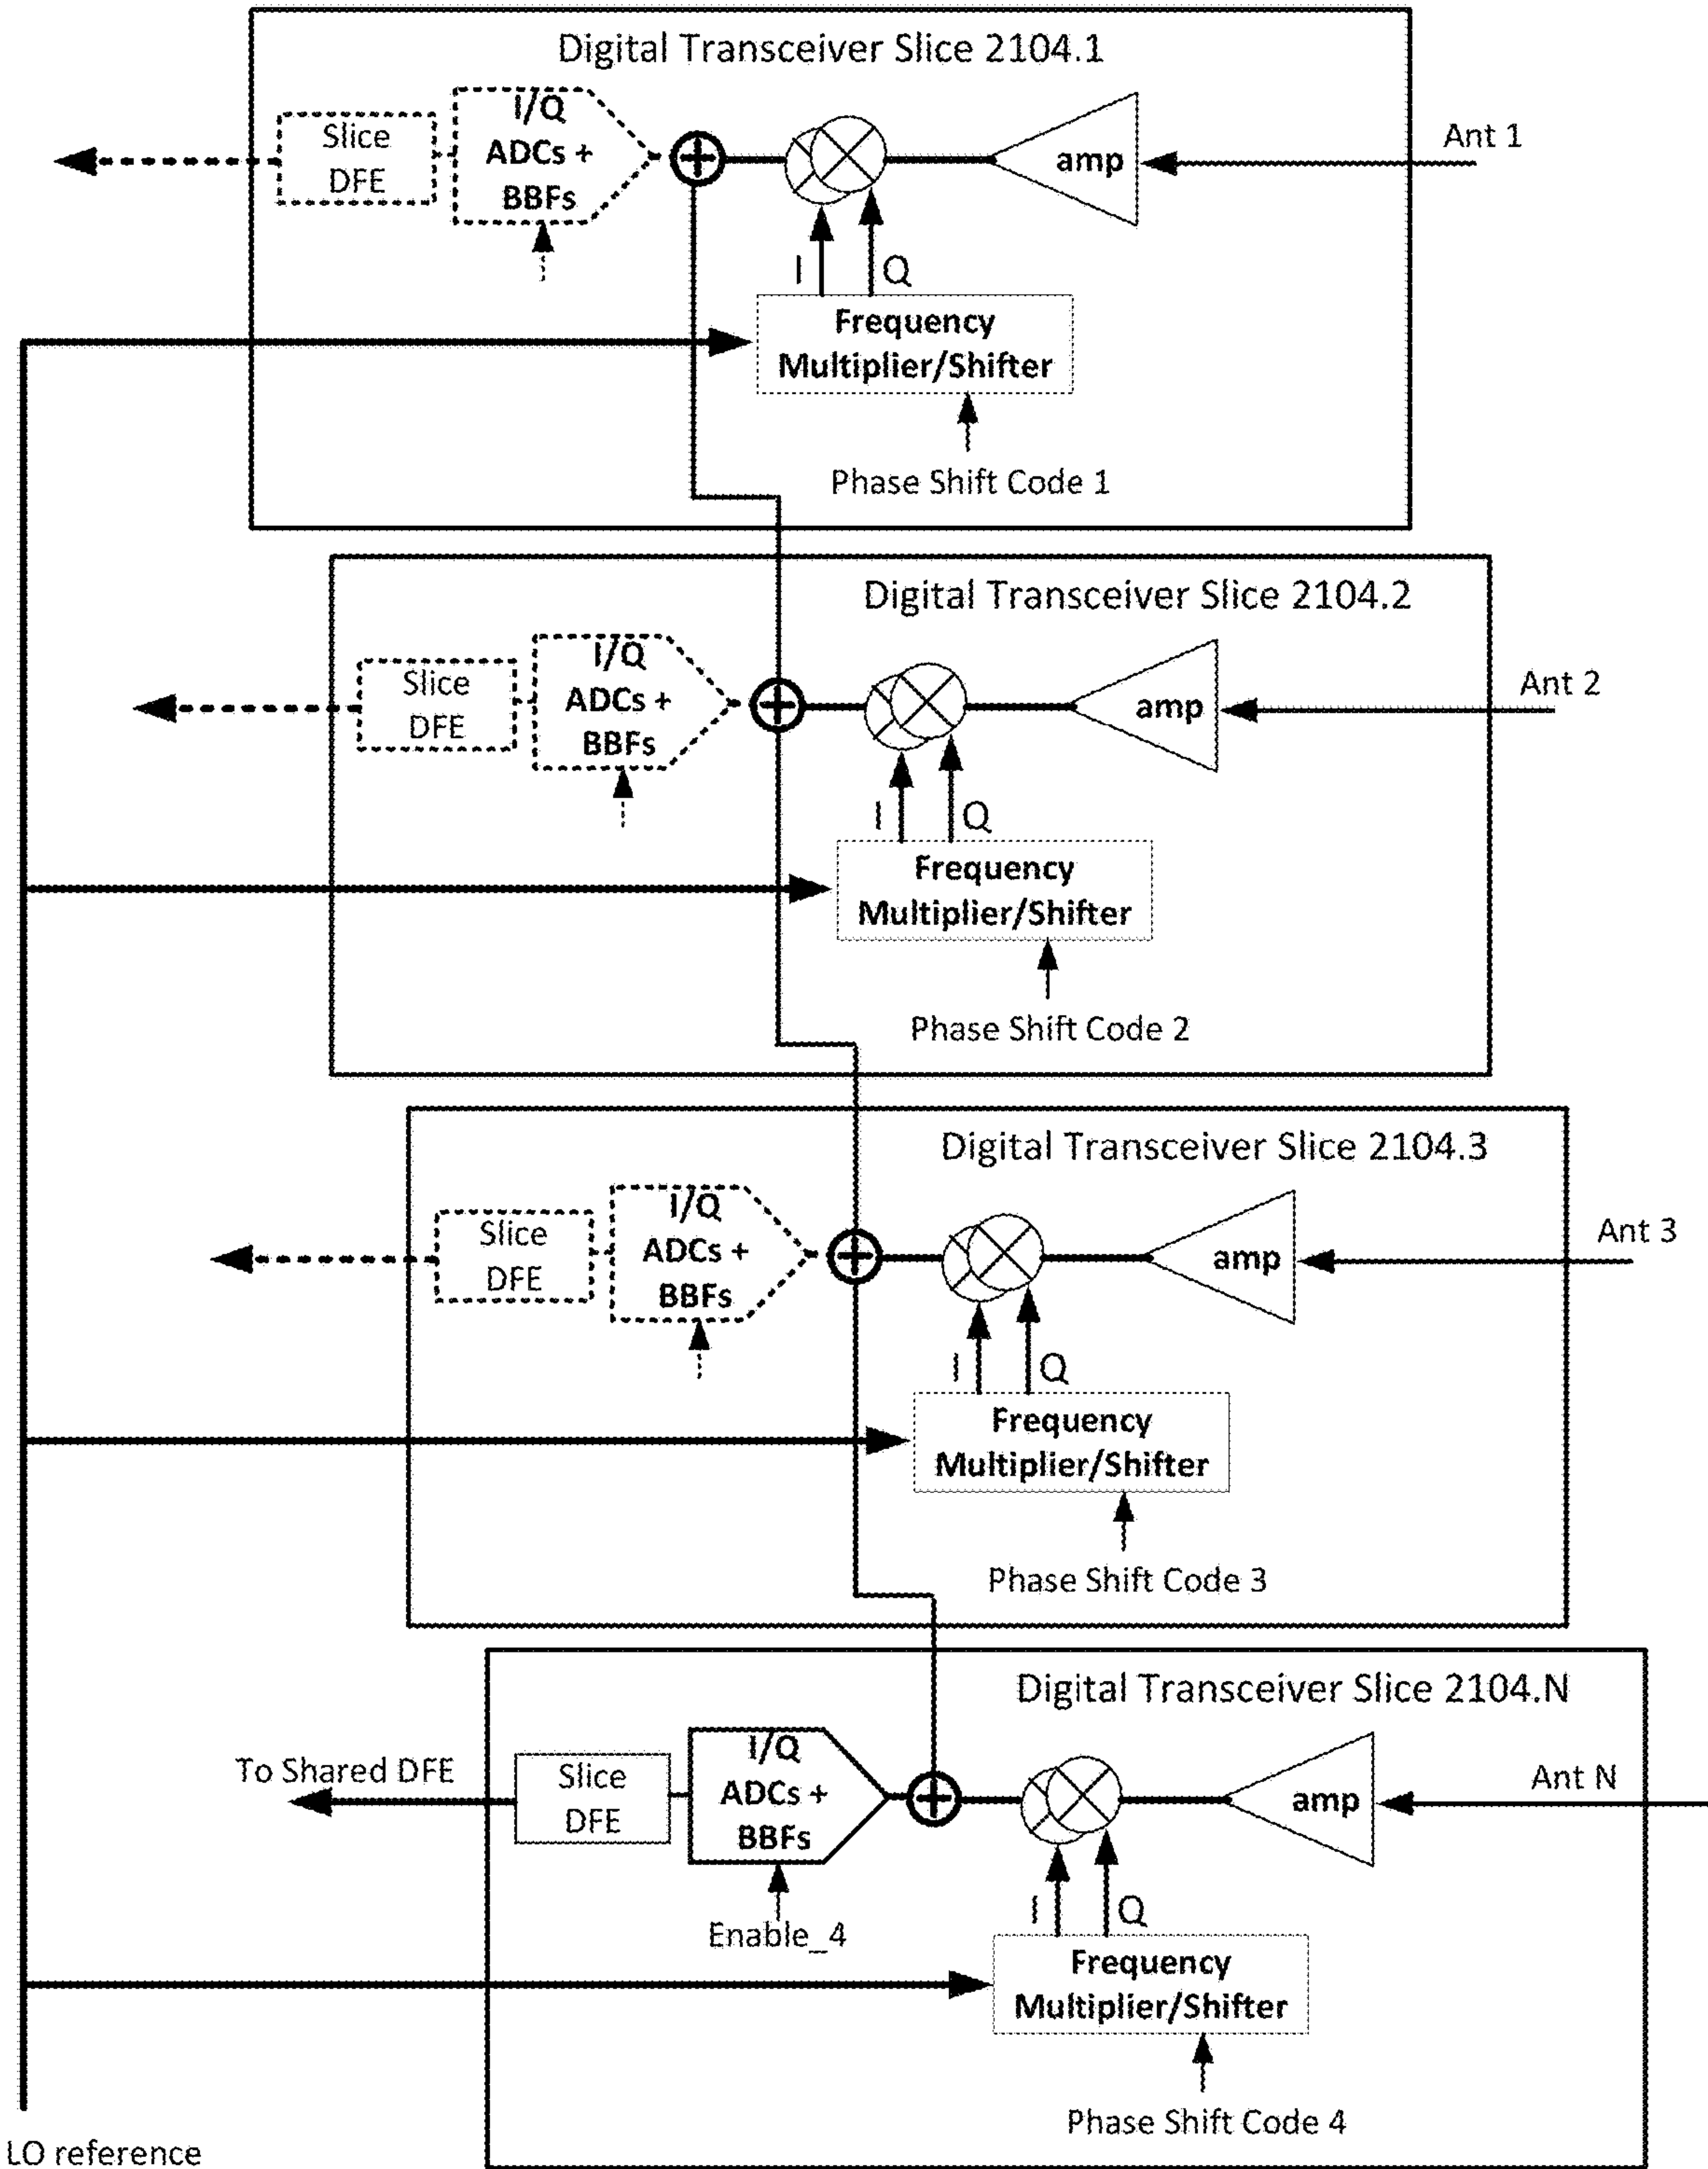 Digital Transceiver Slice 2104.1
Slice
DFE
I/Q
ADCs +
BBFs
amp
Ant 1
I
Q
Frequency
Multiplier/Shifter
Phase Shift Code 1
Digital Transceiver Slice 2104.2
Slice
DFE
I/Q
ADCs +
BBFs
amp
Ant 2
I
Q
Frequency
Multiplier/Shifter
Phase Shift Code 2
Digital Transceiver Slice 2104.3
Slice
DFE
I/Q
ADCs +
BBFs
amp
Ant 3
I
Q
Frequency
Multiplier/Shifter
Phase Shift Code 3
Digital Transceiver Slice 2104.N
To Shared DFE
Slice
DFE
I/Q
ADCs +
BBFs
amp
Ant N
Enable_4
I
Q
Frequency
Multiplier/Shifter
Phase Shift Code 4
LO reference